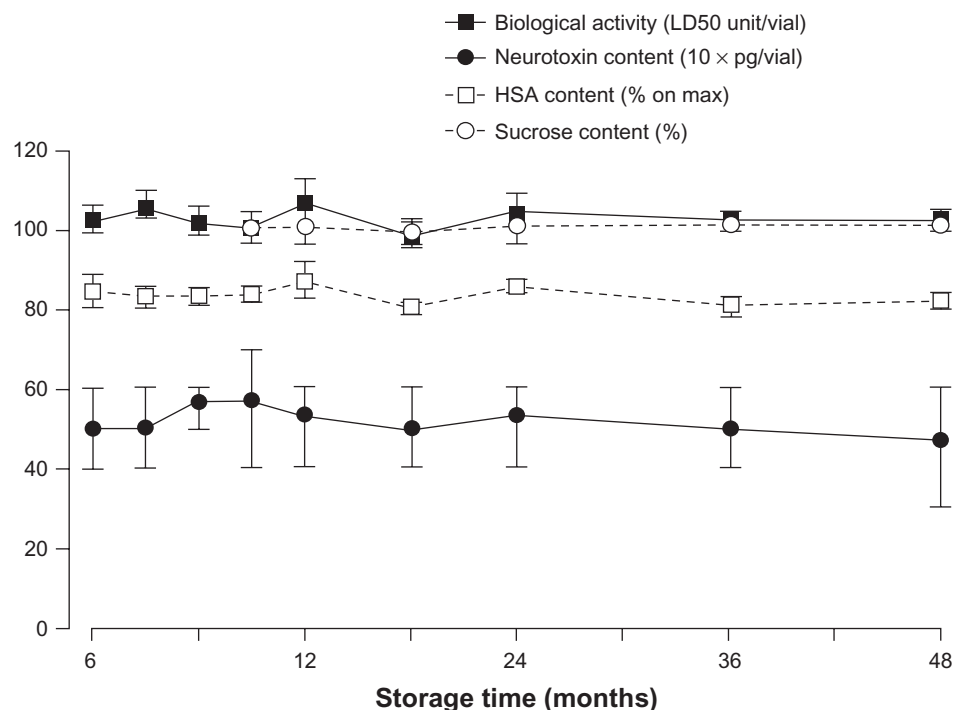 Biological activity (LD50 unit/vial)
Neurotoxin content (10 × pg/vial)
HSA content (% on max)
Sucrose content (%)
120
100
80
60
40
20
0
6 12 24 36 48
Storage time (months)